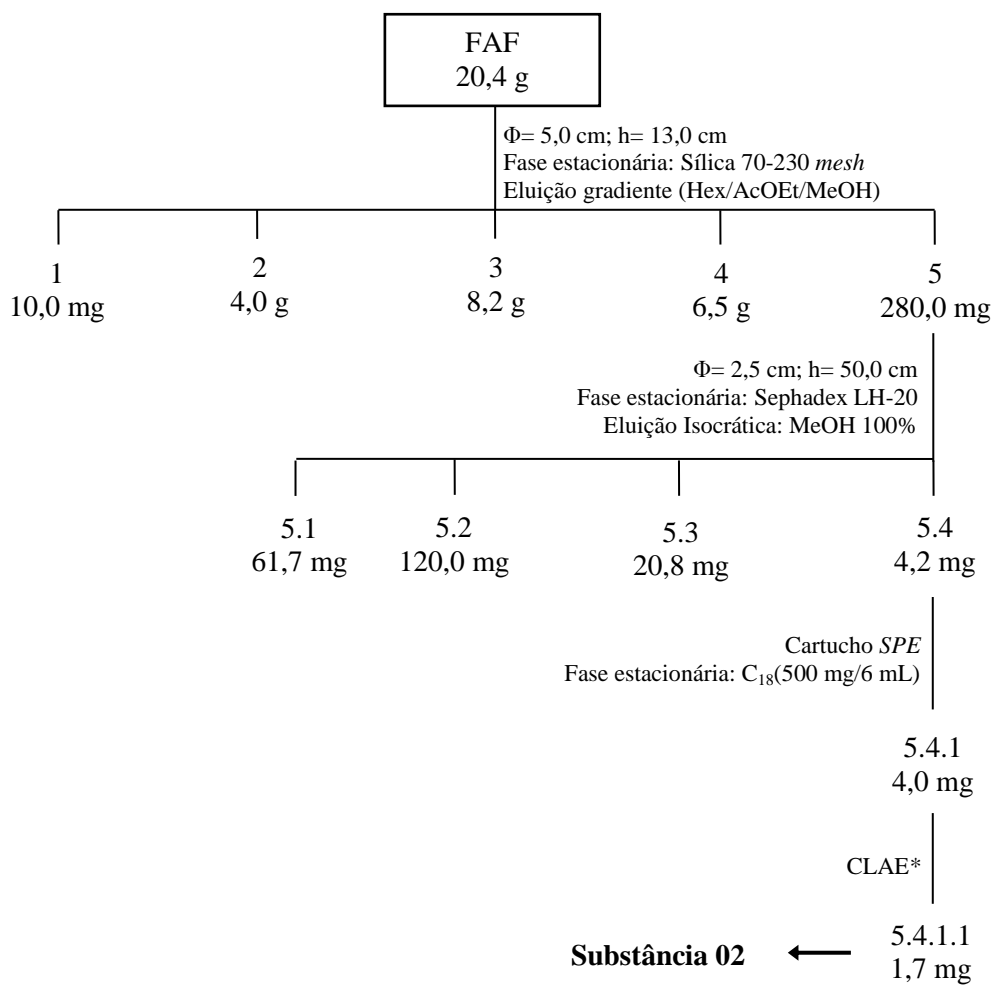 FAF
20,4 g
Φ= 5,0 cm; h= 13,0 cm
Fase estacionária: Sílica 70-230 mesh
Eluição gradiente (Hex/AcOEt/MeOH)
1
10,0 mg
2
4,0 g
3
8,2 g
4
6,5 g
5
280,0 mg
Φ= 2,5 cm; h= 50,0 cm
Fase estacionária: Sephadex LH-20
Eluição Isocrática: MeOH 100%
5.1
61,7 mg
5.2
120,0 mg
5.3
20,8 mg
5.4
4,2 mg
Cartucho SPE
Fase estacionária: C18(500 mg/6 mL)
5.4.1
4,0 mg
CLAE*
5.4.1.1
1,7 mg
Substância 02